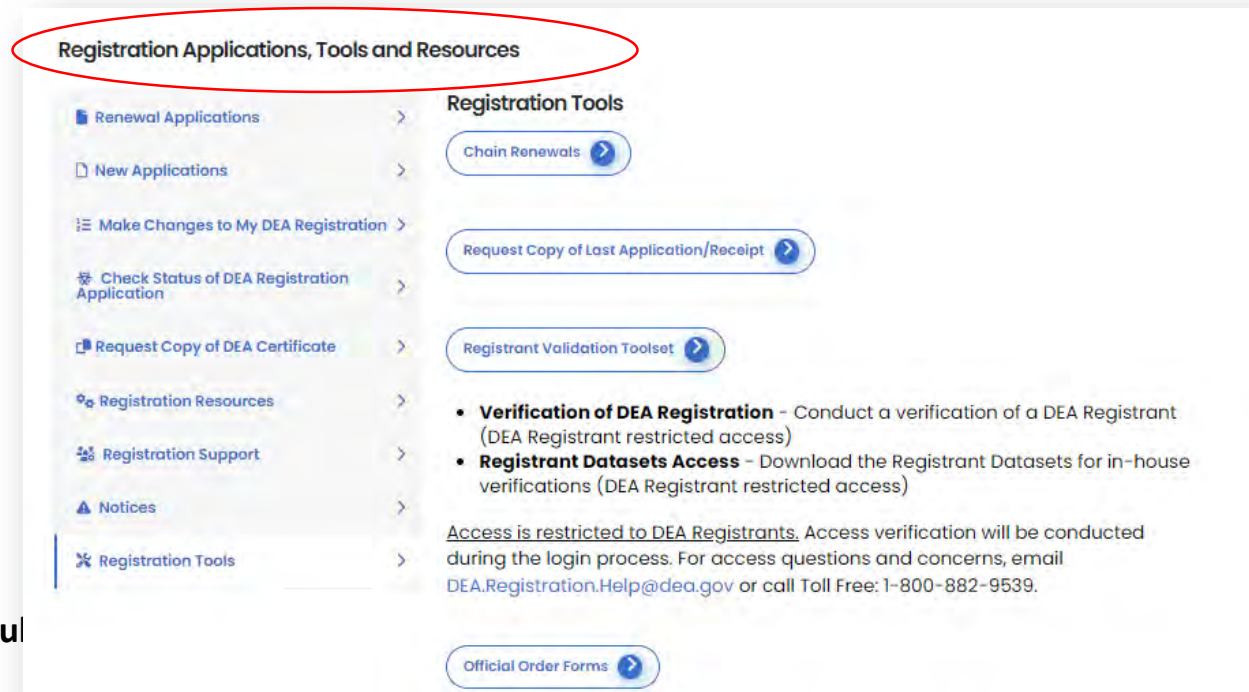 Registration Applications, Tools and Resources
Renewal Applications
New Applications
Make Changes to My DEA Registration
Check Status of DEA Registration
Application
Request Copy of DEA Certificate
Registration Resources
Registration Support
Notices
Registration Tools
Registration Tools
Chain Renewals
Request Copy of Last Application/Receipt
Registrant Validation Toolset
• Verification of DEA Registration - Conduct a verification of a DEA Registrant
(DEA Registrant restricted access)
• Registrant Datasets Access - Download the Registrant Datasets for in-house
verifications (DEA Registrant restricted access)
Access is restricted to DEA Registrants. Access verification will be conducted
during the login process. For access questions and concerns, email
DEA.Registration.Help@dea.gov or call Toll Free: 1-800-882-9539.
Official Order Forms